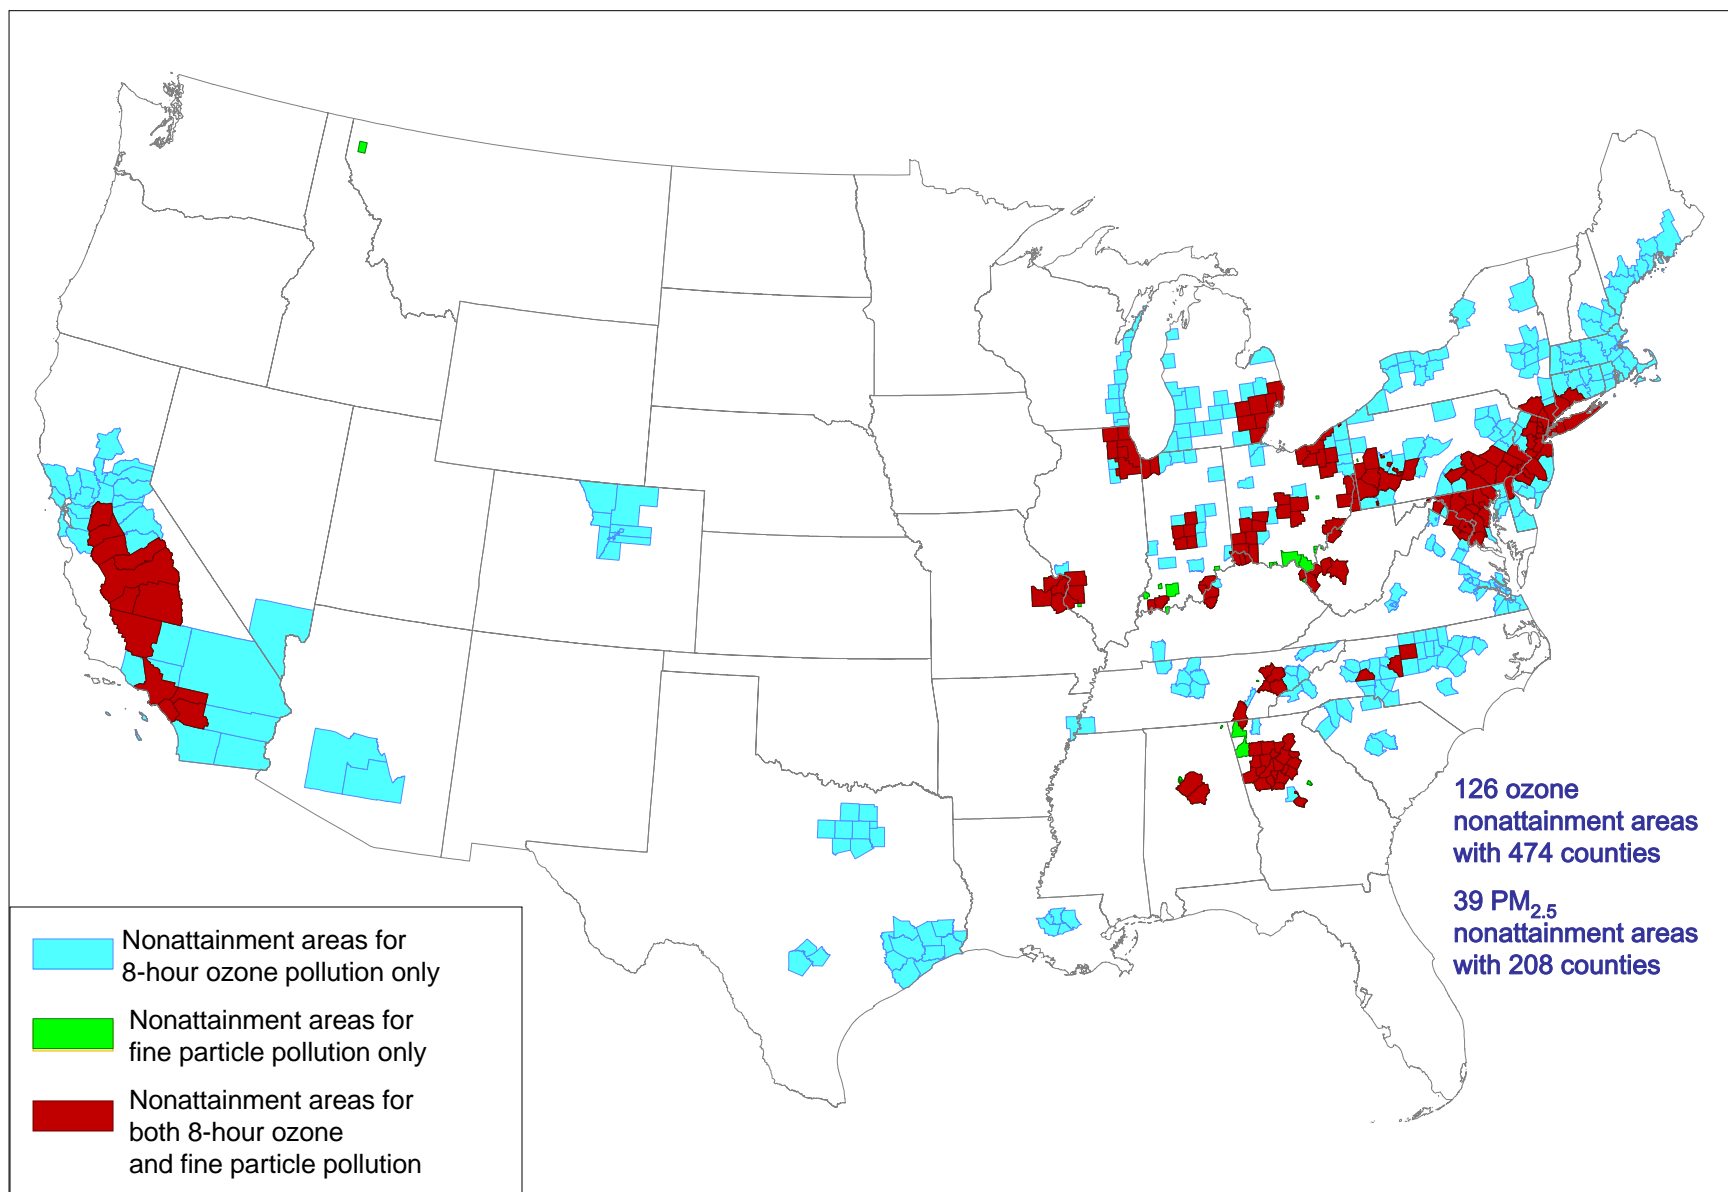 126 ozone
nonattainment areas
with 474 counties
39 PM2.5
nonattainment areas
with 208 counties
Nonattainment areas for
8-hour ozone pollution only
Nonattainment areas for
fine particle pollution only
Nonattainment areas for
both 8-hour ozone
and fine particle pollution